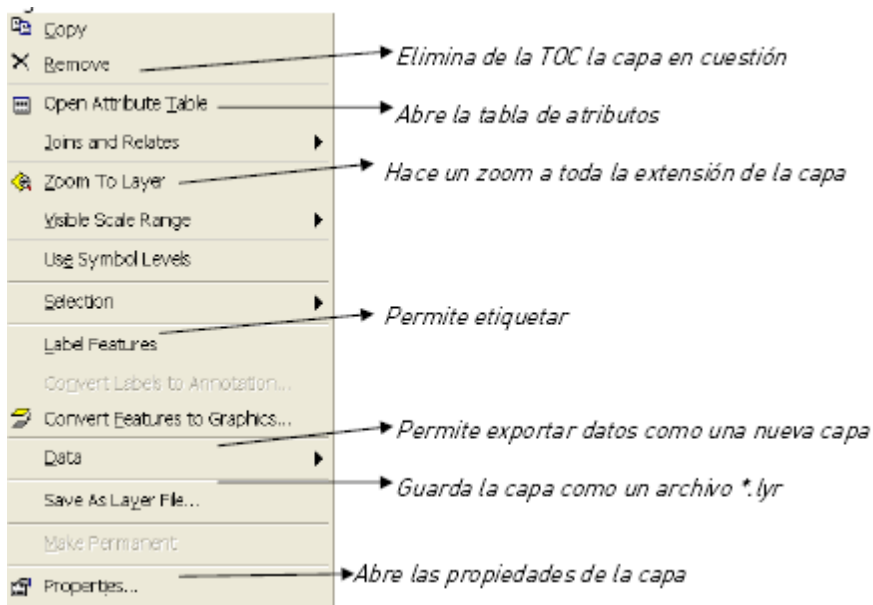 Copy
Remove
Elimina de la TOC la capa en cuestión
Open Attribute Table
Abre la tabla de atributos
Joins and Relates
Zoom To Layer
Hace un zoom a toda la extensión de la capa
Visible Scale Range
Use Symbol Levels
Selection
Permite etiquetar
Label Features
Convert Labels to Annotation...
Convert Features to Graphics...
Permite exportar datos como una nueva capa
Data
Guarda la capa como un archivo *.lyr
Save As Layer File...
Make Permanent
Abre las propiedades de la capa
Properties...